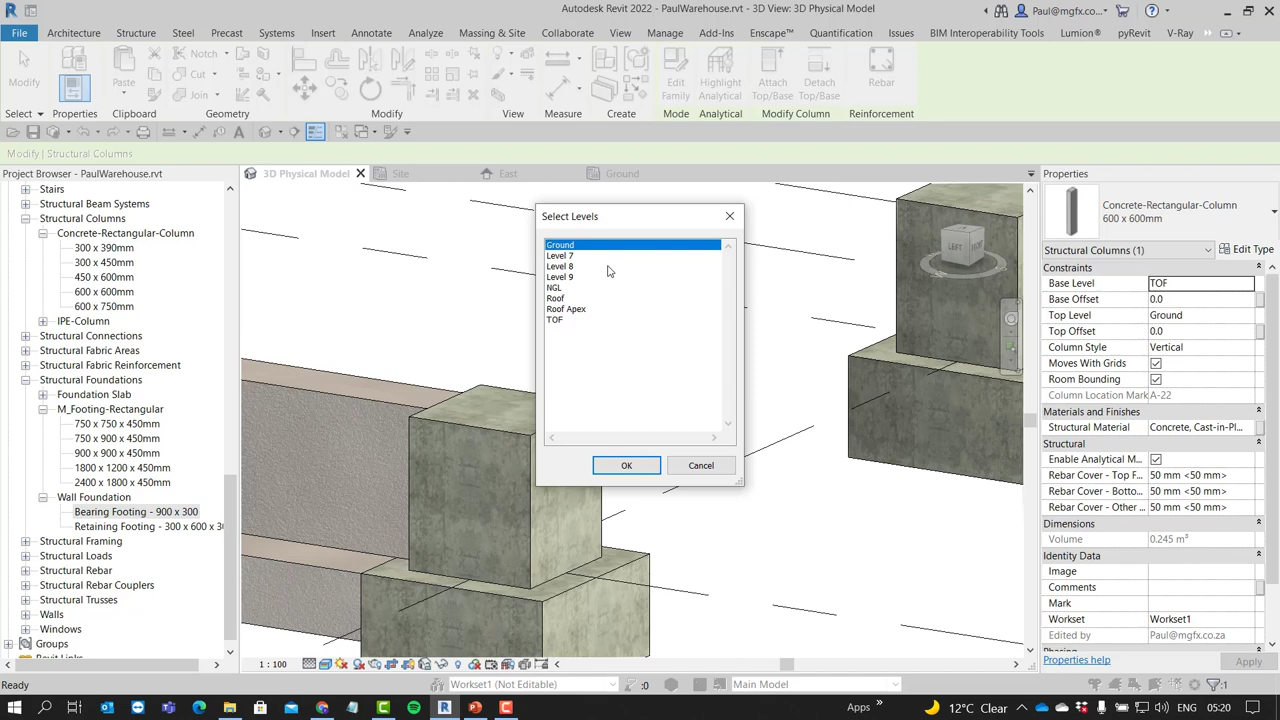 Autodesk Revit 2022 - PaulWarehouse.rvt - 3D View: 3D Physical Model
Paul@mgfx.co...
File Architecture Structure Steel Precast Systems Insert Annotate Analyze Massing & Site Collaborate View Manage Add-Ins Enscape™ Quantification Issues BIM Interoperability Tools Lumion® pyRevit V-Ray
Modify
Paste
Notch
Cut
Join
Edit
Family
Highlight
Analytical
Attach
Top/Base
Detach
Top/Base
Rebar
Select Properties Clipboard Geometry Modify View Measure Create Mode Analytical Modify Column Reinforcement
Modify | Structural Columns
Project Browser - PaulWarehouse.rvt
Stairs
Structural Beam Systems
Structural Columns
Concrete-Rectangular-Column
300 x 390mm
300 x 450mm
450 x 600mm
600 x 600mm
600 x 750mm
IPE-Column
Structural Connections
Structural Fabric Areas
Structural Fabric Reinforcement
Structural Foundations
Foundation Slab
M_Footing-Rectangular
750 x 750 x 450mm
750 x 900 x 450mm
900 x 900 x 450mm
1800 x 1200 x 450mm
2400 x 1800 x 450mm
Wall Foundation
Bearing Footing - 900 x 300
Retaining Footing - 300 x 600 x 3
Structural Framing
Structural Loads
Structural Rebar
Structural Rebar Couplers
Structural Trusses
Walls
Windows
Groups
3D Physical Model Site East Ground
Select Levels
Ground
Level 7
Level 8
Level 9
NGL
Roof
Roof Apex
TOF
OK Cancel
LEFT
Properties
Concrete-Rectangular-Column
600 x 600mm
Structural Columns (1) Edit Type
Constraints
Base Level TOF
Base Offset 0.0
Top Level Ground
Top Offset 0.0
Column Style Vertical
Moves With Grids
Room Bounding
Column Location Mark A-22
Materials and Finishes
Structural Material Concrete, Cast-in-Pl...
Structural
Enable Analytical M...
Rebar Cover - Top F... 50 mm <50 mm>
Rebar Cover - Botto... 50 mm <50 mm>
Rebar Cover - Other ... 50 mm <50 mm>
Dimensions
Volume 0.245 m³
Identity Data
Image
Comments
Mark
Workset Workset1
Edited by Paul@mgfx.co.za
Properties help Apply
1 : 100
Ready
Workset1 (Not Editable)
:0
Main Model
:1
Apps
12°C Clear
ENG
05:20